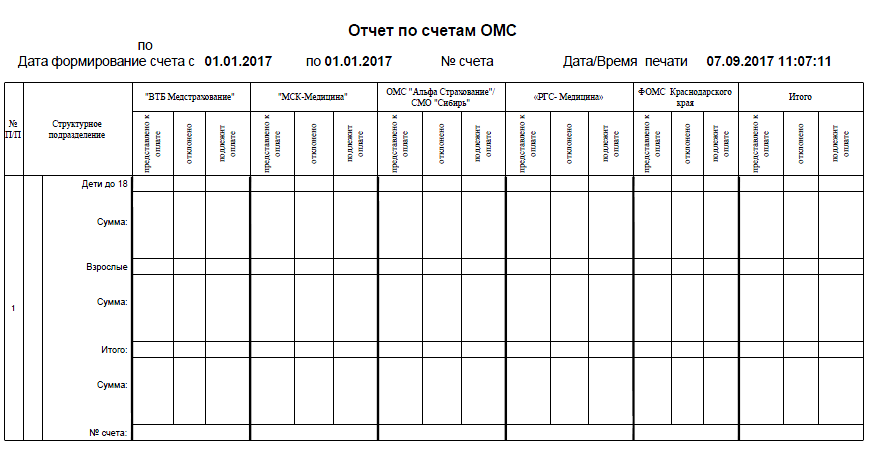 Отчет по счетам ОМС
по
Дата формирование счета с 01.01.2017 по 01.01.2017 № счета Дата/Время печати 07.09.2017 11:07:11
№ П/П
Структурное подразделение
"ВТБ Медстрахование"
"МСК-Медицина"
ОМС "Альфа Страхование"/
СМО "Сибирь"
«РГС- Медицина»
ФОМС Краснодарского
края
Итого
представлено к оплате
отклонено
подлежит оплате
представлено к оплате
отклонено
подлежит оплате
представлено к оплате
отклонено
подлежит оплате
представлено к оплате
отклонено
подлежит оплате
представлено к оплате
отклонено
подлежит оплате
представлено к оплате
отклонено
подлежит оплате
Дети до 18
Сумма:
Взрослые
1
Сумма:
Итого:
Сумма:
№ счета: